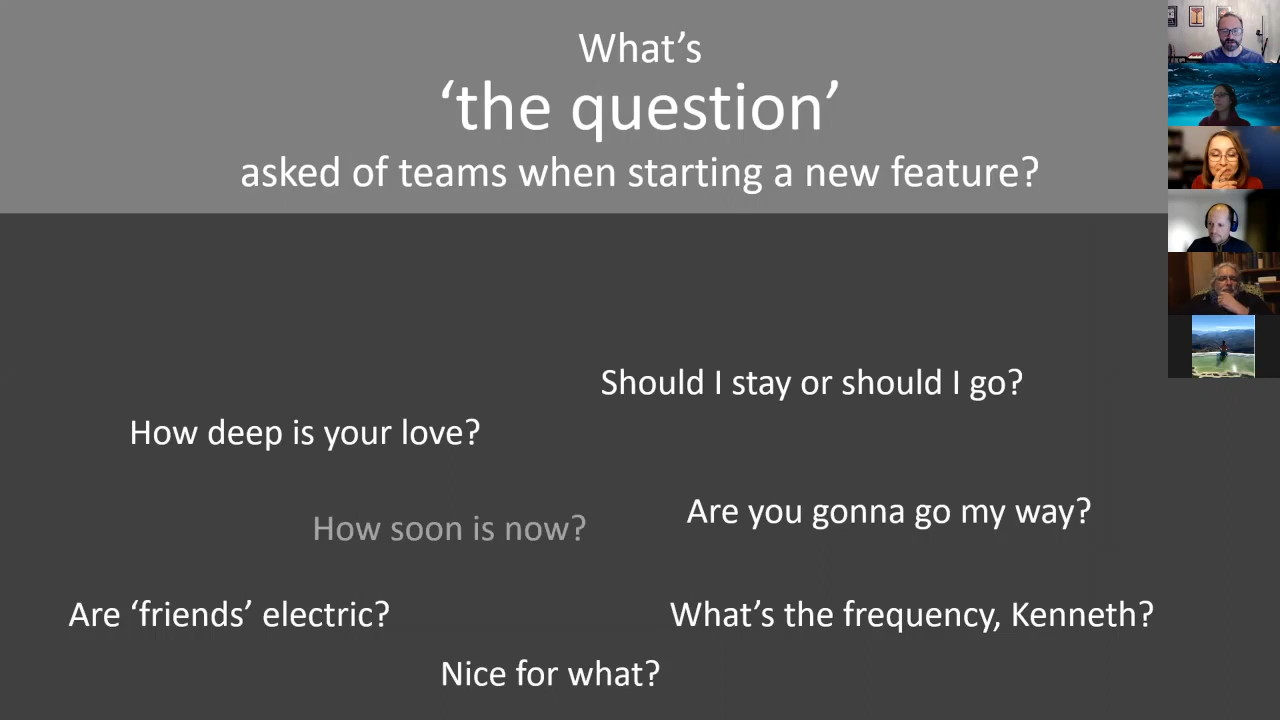 What’s
‘the question’
asked of teams when starting a new feature?
Should I stay or should I go?
How deep is your love?
Are you gonna go my way?
How soon is now?
Are ‘friends’ electric?
What’s the frequency, Kenneth?
Nice for what?